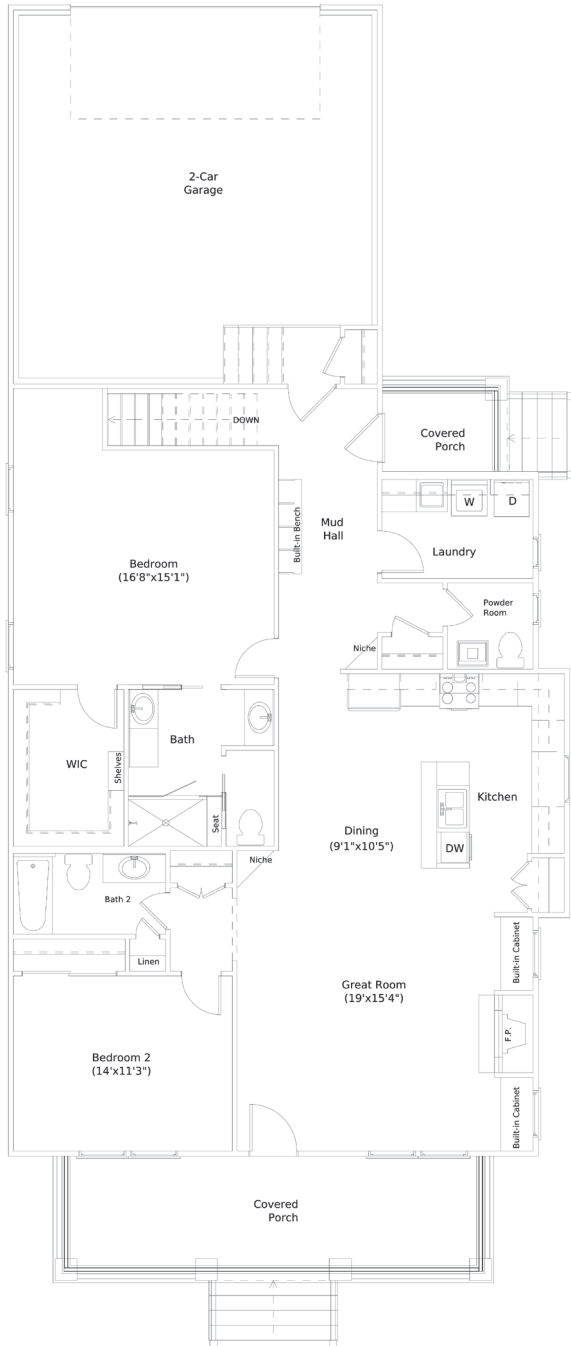 2-Car
Garage
DOWN
Covered
Porch
W
D
Built-in Bench
Mud
Hall
Laundry
Bedroom
(16'8"x15'1")
Powder
Room
Niche
Bath
WIC
Shelves
Kitchen
Seat
Dining
(9'1"x10'5")
DW
Niche
Bath 2
Built-in Cabinet
Linen
Great Room
(19'x15'4")
F.P.
Bedroom 2
(14'x11'3")
Built-in Cabinet
Covered
Porch